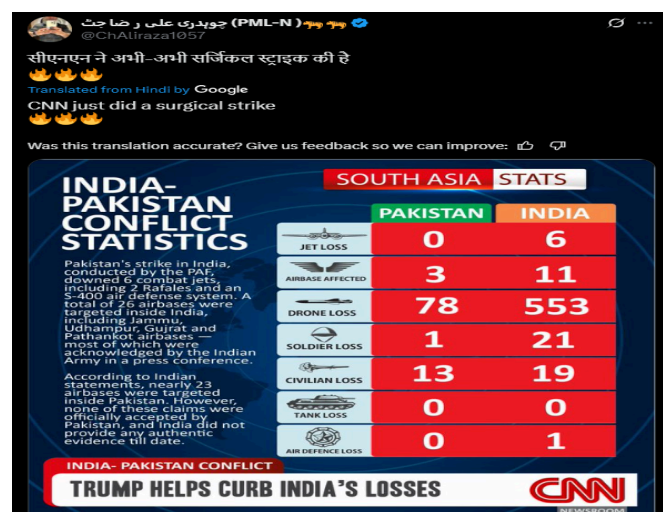 چوہدری علی رضا جٹ (PML-N)
@ChAliraza1057
सीएनएन ने अभी-अभी सर्जिकल स्ट्राइक की है
Translated from Hindi by Google
CNN just did a surgical strike
Was this translation accurate? Give us feedback so we can improve:
INDIA-
PAKISTAN
CONFLICT
STATISTICS
Pakistan's strike in India,
conducted by the PAF,
downed 6 combat jets,
including 2 Rafales and an
S-400 air defense system. A
total of 26 airbases were
targeted inside India,
including Jammu,
Udhampur, Gujrat and
Pathankot airbases —
most of which were
acknowledged by the Indian
Army in a press conference.
According to Indian
statements, nearly 23
airbases were targeted
inside Pakistan. However,
none of these claims were
officially accepted by
Pakistan, and India did not
provide any authentic
evidence till date.
SOUTH ASIA STATS
PAKISTAN INDIA
JET LOSS 0 6
AIRBASE AFFECTED 3 11
DRONE LOSS 78 553
SOLDIER LOSS 1 21
CIVILIAN LOSS 13 19
TANK LOSS 0 0
AIR DEFENCE LOSS 0 1
INDIA- PAKISTAN CONFLICT
TRUMP HELPS CURB INDIA'S LOSSES
CNN
NEWSROOM